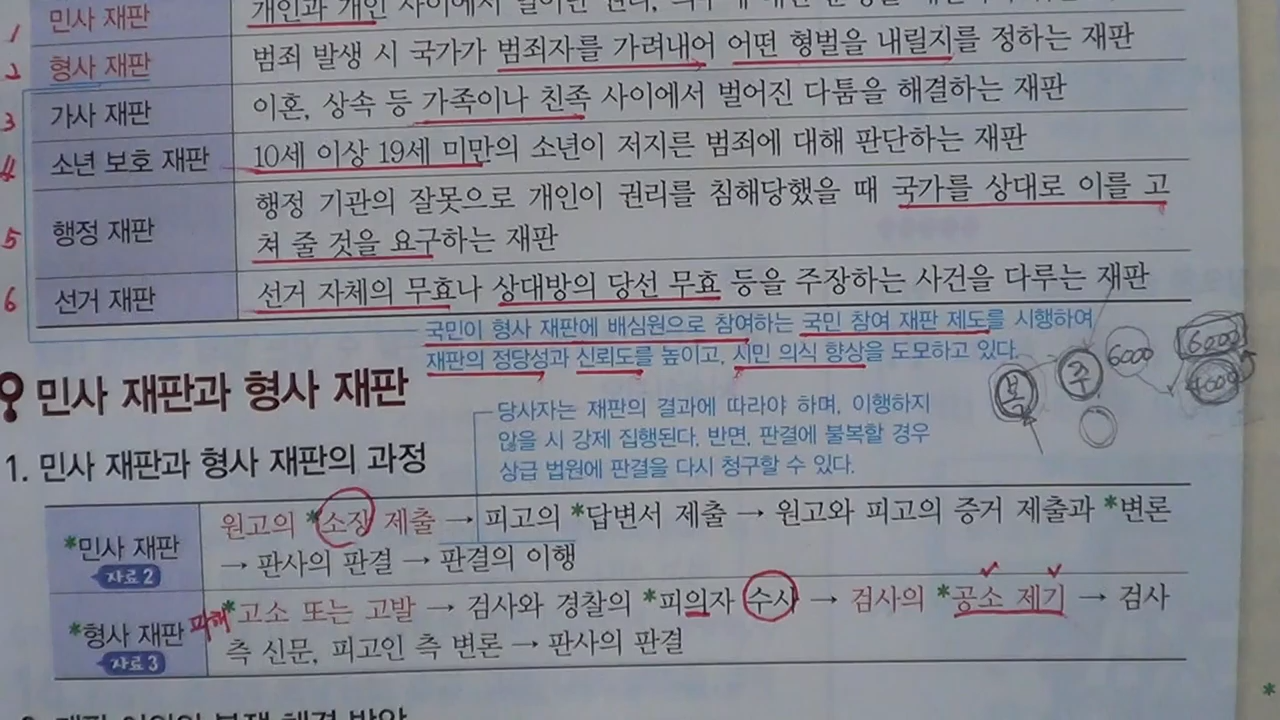 1 민사 재판 개인과 개인 사이에서
2 형사 재판 범죄 발생 시 국가가 범죄자를 가려내어 어떤 형벌을 내릴지를 정하는 재판
3 가사 재판 이혼, 상속 등 가족이나 친족 사이에서 벌어진 다툼을 해결하는 재판
4 소년 보호 재판 10세 이상 19세 미만의 소년이 저지른 범죄에 대해 판단하는 재판
5 행정 재판 행정 기관의 잘못으로 개인이 권리를 침해당했을 때 국가를 상대로 이를 고
쳐 줄 것을 요구하는 재판
6 선거 재판 선거 자체의 무효나 상대방의 당선 무효 등을 주장하는 사건을 다루는 재판
국민이 형사 재판에 배심원으로 참여하는 국민 참여 재판 제도를 시행하여
재판의 정당성과 신뢰도를 높이고, 시민 의식 향상을 도모하고 있다.
복 주 6000 6000
4000
민사 재판과 형사 재판
당사자는 재판의 결과에 따라야 하며, 이행하지
않을 시 강제 집행된다. 반면, 판결에 불복할 경우
상급 법원에 판결을 다시 청구할 수 있다.
1. 민사 재판과 형사 재판의 과정
*민사 재판 자료 2
원고의 *소장 제출 → 피고의 *답변서 제출 → 원고와 피고의 증거 제출과 *변론
→ 판사의 판결 → 판결의 이행
*형사 재판 자료 3
피해 *고소 또는 고발 → 검사와 경찰의 *피의자 수사 → 검사의 *공소 제기 → 검사
측 신문, 피고인 측 변론 → 판사의 판결